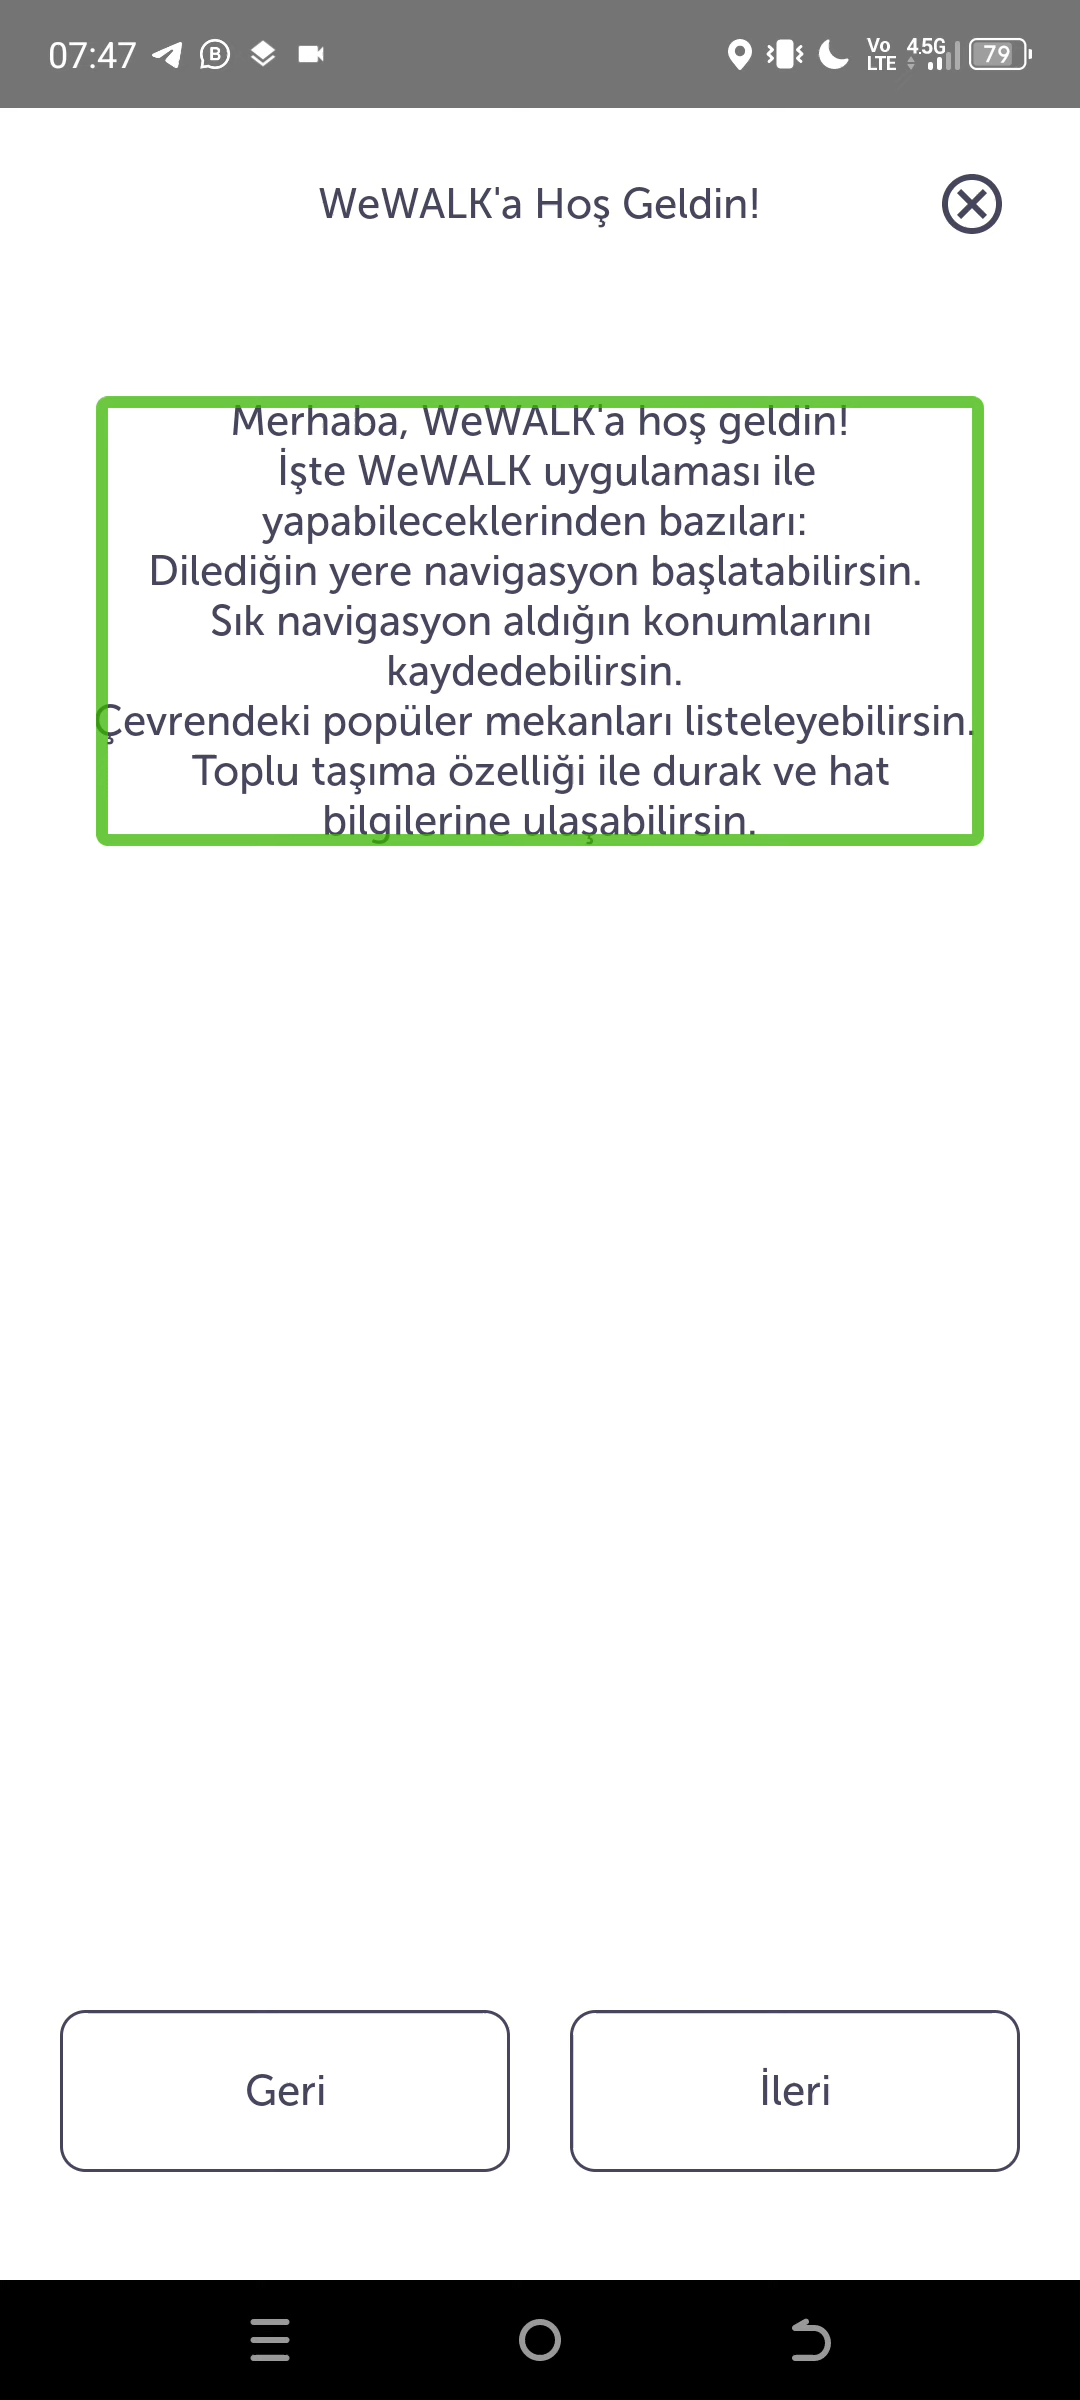 07:47
Vo LTE 4.5G 79
WeWALK'a Hoş Geldin!
Merhaba, WeWALK'a hoş geldin!
İşte WeWALK uygulaması ile
yapabileceklerinden bazıları:
Dilediğin yere navigasyon başlatabilirsin.
Sık navigasyon aldığın konumlarını
kaydedebilirsin.
Çevrendeki popüler mekanları listeleyebilirsin.
Toplu taşıma özelliği ile durak ve hat
bilgilerine ulaşabilirsin.
Geri
İleri